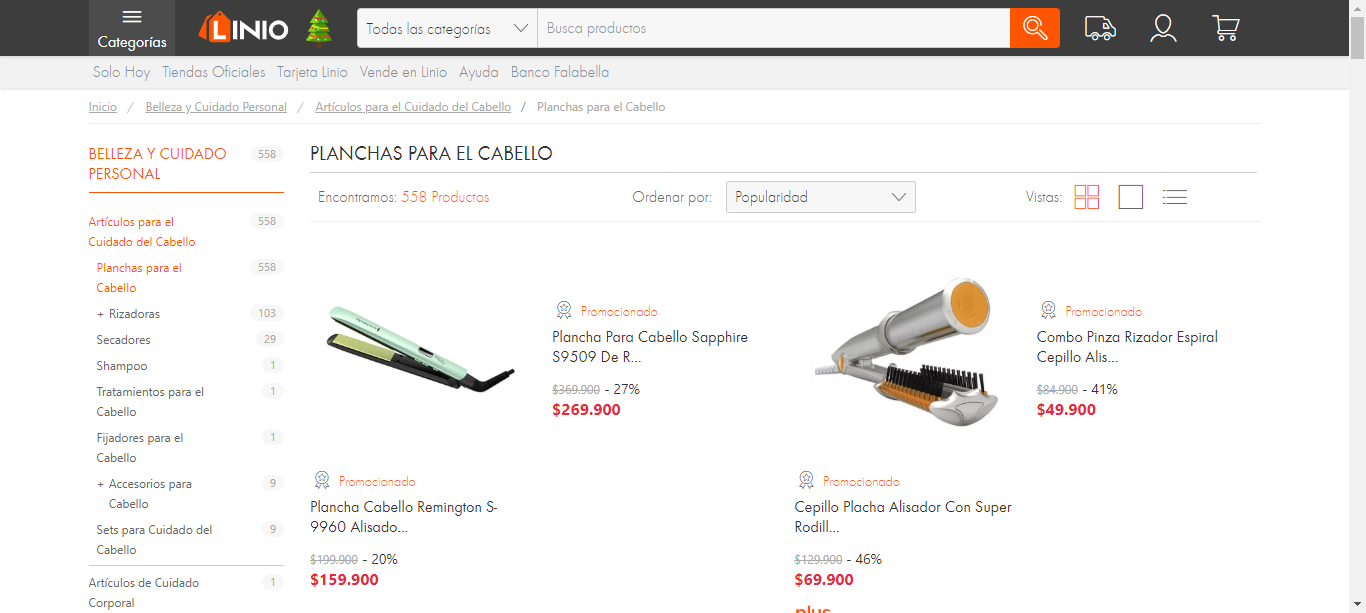 Categorías
LINIO
Todas las categorías
Busca productos
Solo Hoy Tiendas Oficiales Tarjeta Linio Vende en Linio Ayuda Banco Falabella
Inicio / Belleza y Cuidado Personal / Artículos para el Cuidado del Cabello / Planchas para el Cabello
BELLEZA Y CUIDADO 558
PERSONAL
Artículos para el 558
Cuidado del Cabello
Planchas para el 558
Cabello
+ Rizadoras 103
Secadores 29
Shampoo 1
Tratamientos para el 1
Cabello
Fijadores para el 1
Cabello
+ Accesorios para 9
Cabello
Sets para Cuidado del 9
Cabello
Artículos de Cuidado 1
Corporal
PLANCHAS PARA EL CABELLO
Encontramos: 558 Productos
Ordenar por: Popularidad
Vistas:
Promocionado
Plancha Cabello Remington S-
9960 Alisado...
$199.900 - 20%
$159.900
Promocionado
Plancha Para Cabello Sapphire
S9509 De R...
$369.900 - 27%
$269.900
Promocionado
Cepillo Placha Alisador Con Super
Rodill...
$129.900 - 46%
$69.900
plus
Promocionado
Combo Pinza Rizador Espiral
Cepillo Alis...
$84.900 - 41%
$49.900